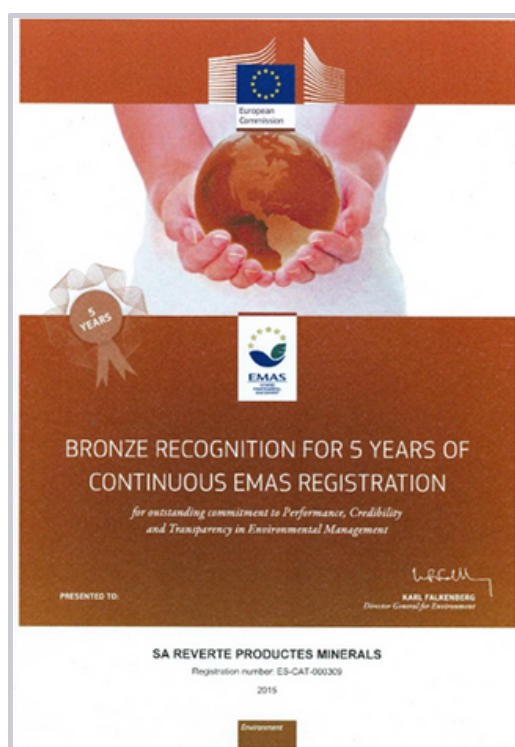 European
Commission
5
YEARS
EMAS
BRONZE RECOGNITION FOR 5 YEARS OF
CONTINUOUS EMAS REGISTRATION
for outstanding commitment to Performance, Credibility
and Transparency in Environmental Management
PRESENTED TO:
KARL FALKENBERG
Director General for Environment
SA REVERTE PRODUCTES MINERALS
Registration number: ES-CAT-000309
2015
Environment